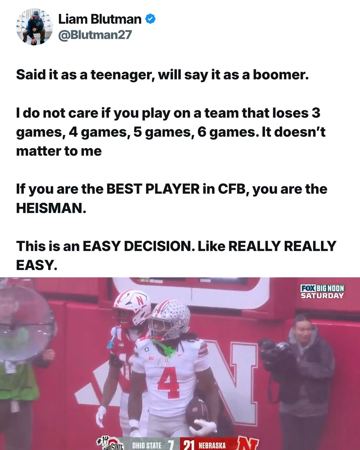 Liam Blutman
@Blutman27
Said it as a teenager, will say it as a boomer.
I do not care if you play on a team that loses 3
games, 4 games, 5 games, 6 games. It doesn't
matter to me
If you are the BEST PLAYER in CFB, you are the
HEISMAN.
This is an EASY DECISION. Like REALLY REALLY
EASY.
FOX BIG NOON
SATURDAY
4
N
OHIO STATE 7 21 NEBRASKA N